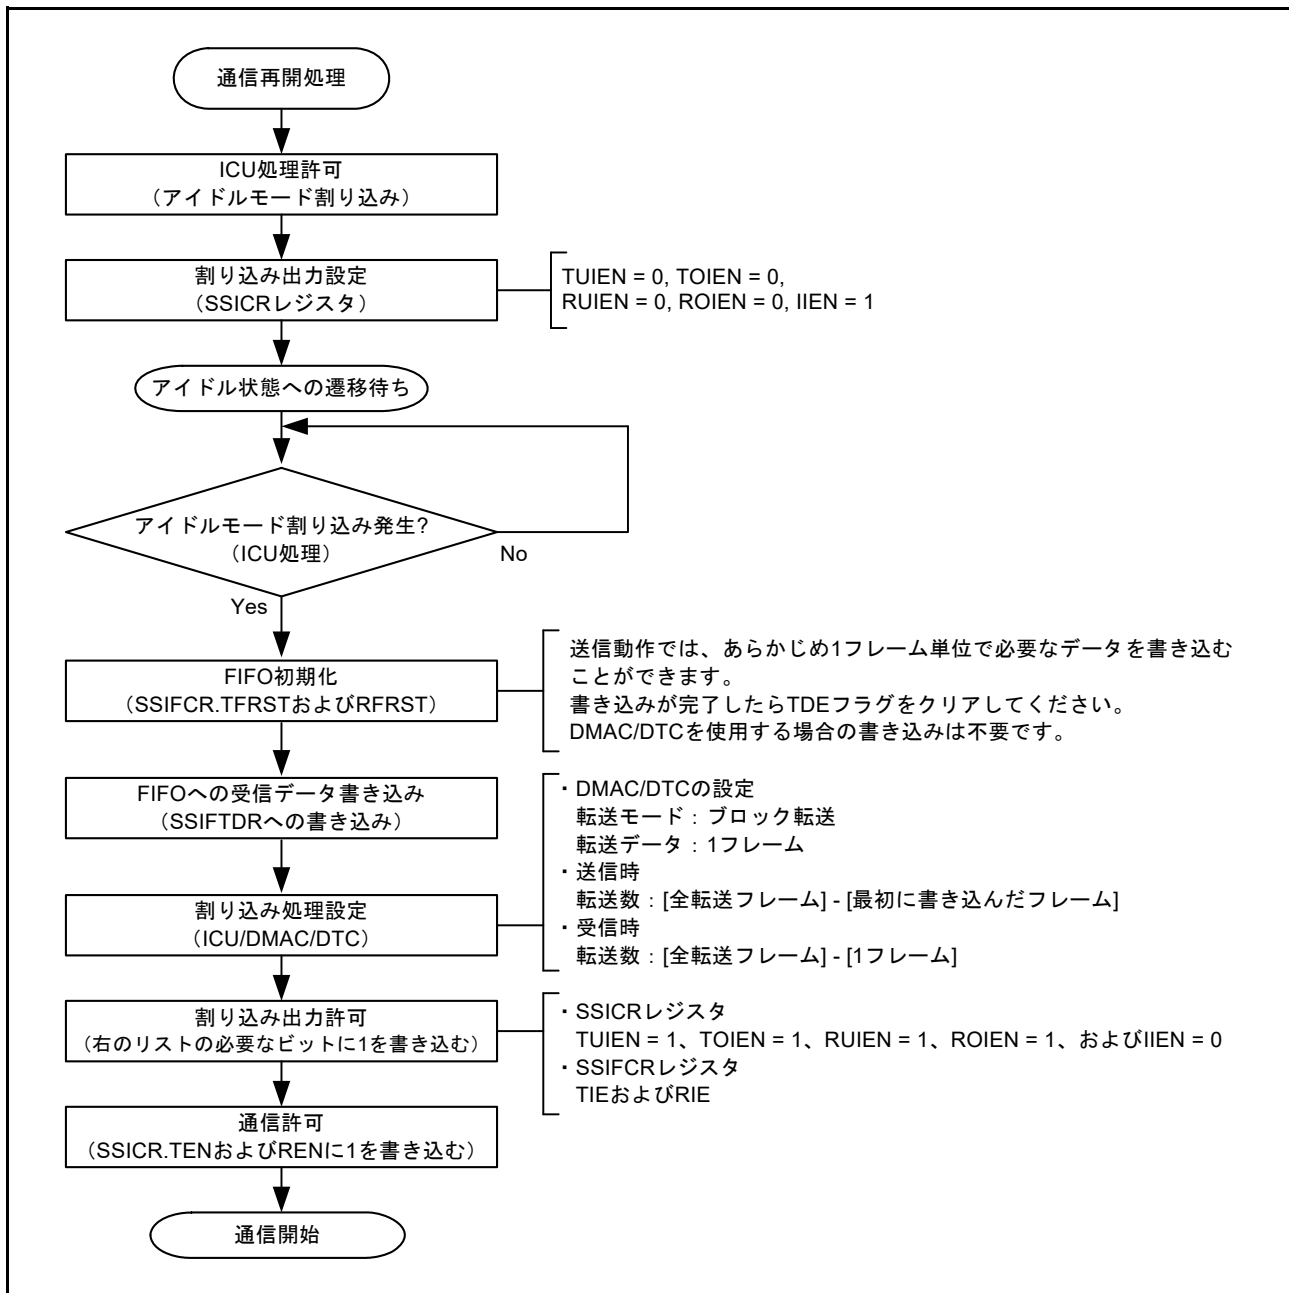 通信再開処理
ICU処理許可
（アイドルモード割り込み）
割り込み出力設定
（SSICRレジスタ）
TUIEN = 0, TOIEN = 0,
RUIEN = 0, ROIEN = 0, IIEN = 1
アイドル状態への遷移待ち
アイドルモード割り込み発生?
（ICU処理）
No
Yes
FIFO初期化
（SSIFCR.TFRSTおよびRFRST）
送信動作では、あらかじめ1フレーム単位で必要なデータを書き込む
ことができます。
書き込みが完了したらTDEフラグをクリアしてください。
DMAC/DTCを使用する場合の書き込みは不要です。
FIFOへの受信データ書き込み
（SSIFTDRへの書き込み）
割り込み処理設定
（ICU/DMAC/DTC）
・DMAC/DTCの設定
転送モード：ブロック転送
転送データ：1フレーム
・送信時
転送数：[全転送フレーム] - [最初に書き込んだフレーム]
・受信時
転送数：[全転送フレーム] - [1フレーム]
割り込み出力許可
（右のリストの必要なビットに1を書き込む）
・SSICRレジスタ
TUIEN = 1、TOIEN = 1、RUIEN = 1、ROIEN = 1、およびIIEN = 0
・SSIFCRレジスタ
TIEおよびRIE
通信許可
（SSICR.TENおよびRENに1を書き込む）
通信開始